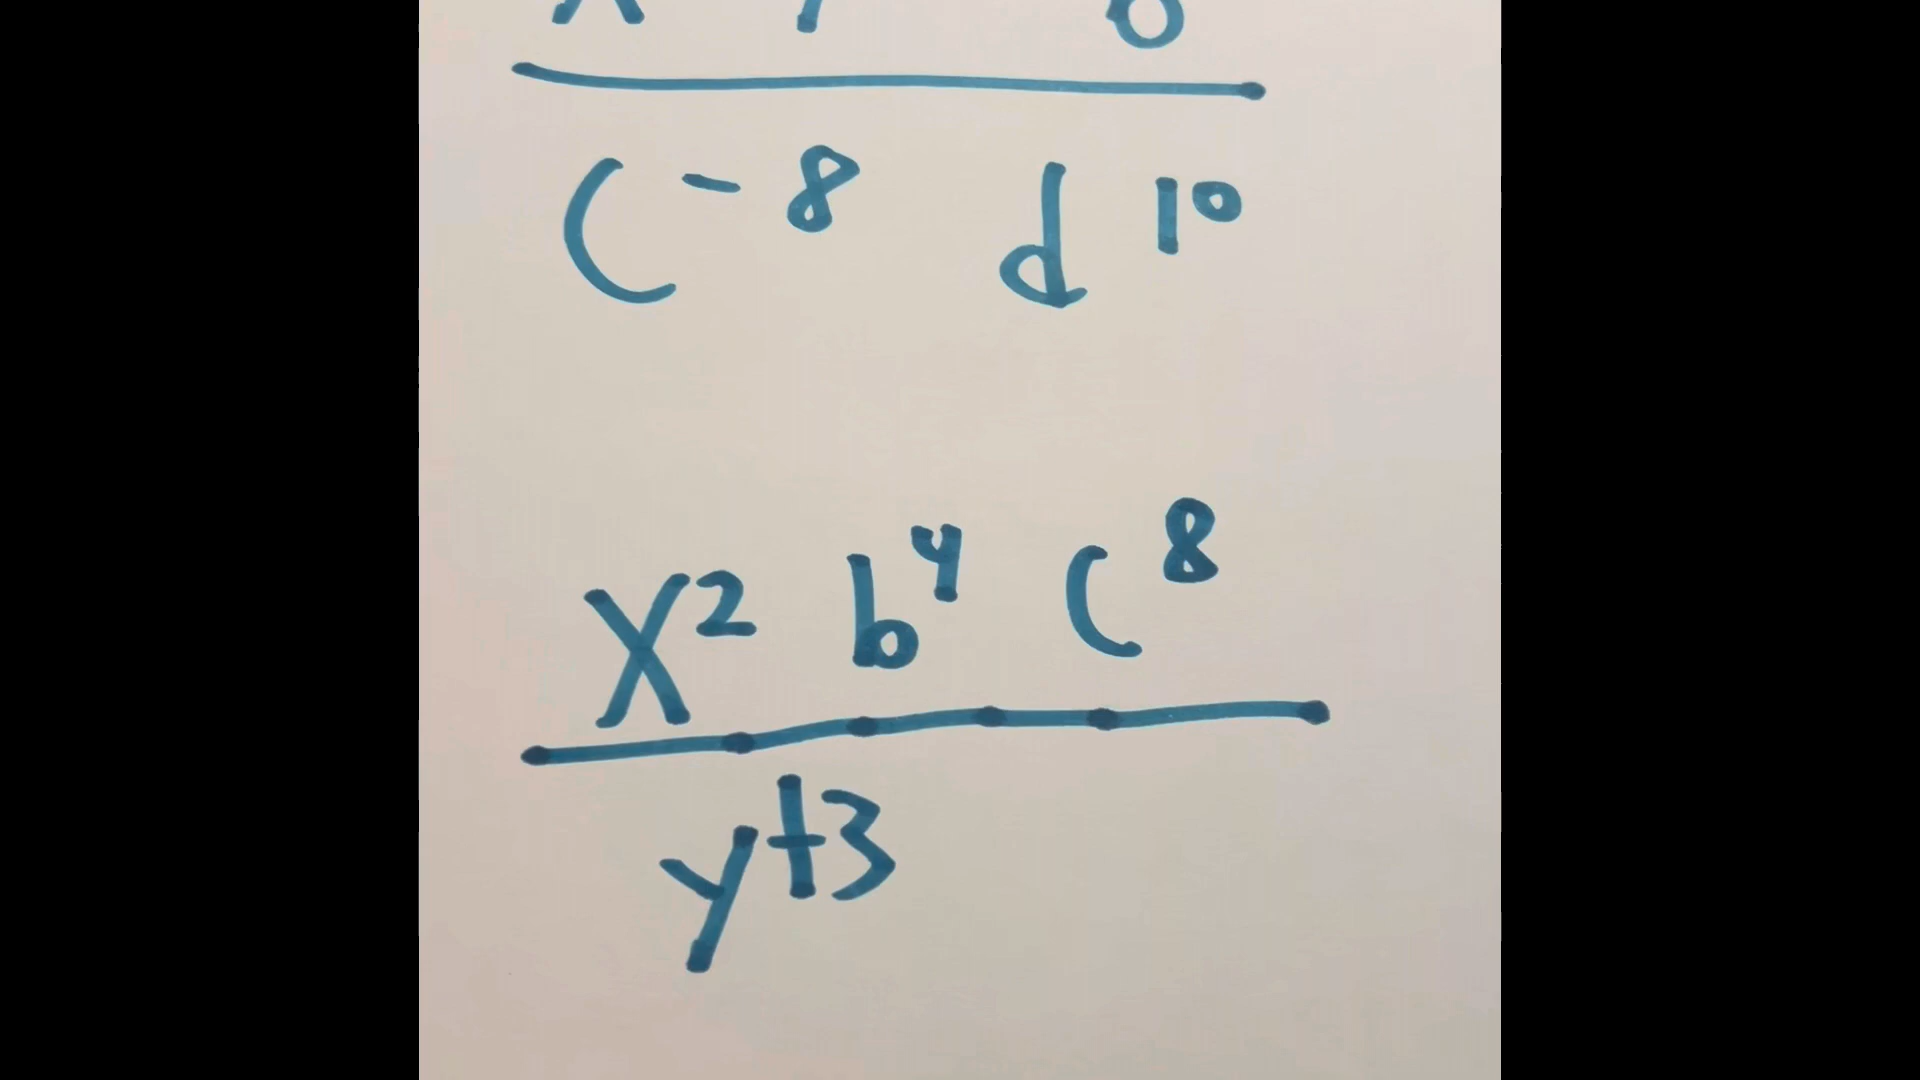 c⁻⁸ d¹⁰
x² b⁴ c⁸
y⁺³